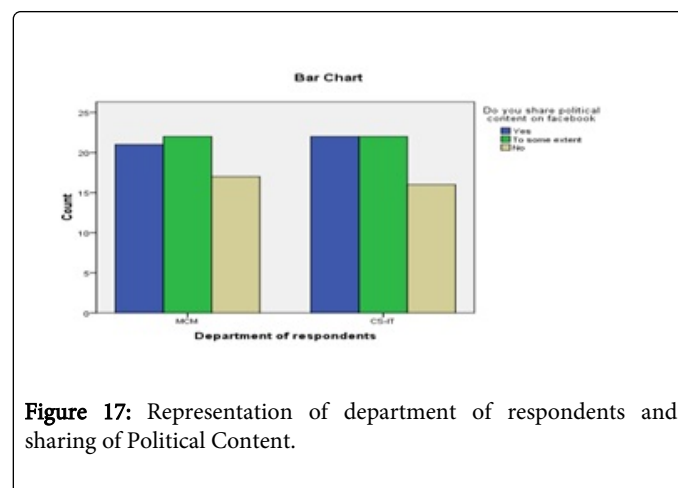 Bar Chart
Do you share political
content on facebook
Yes
To some extent
No
25
20
15
10
5
0
Count
MCM
CS-IT
Department of respondents
Figure 17: Representation of department of respondents and
sharing of Political Content.